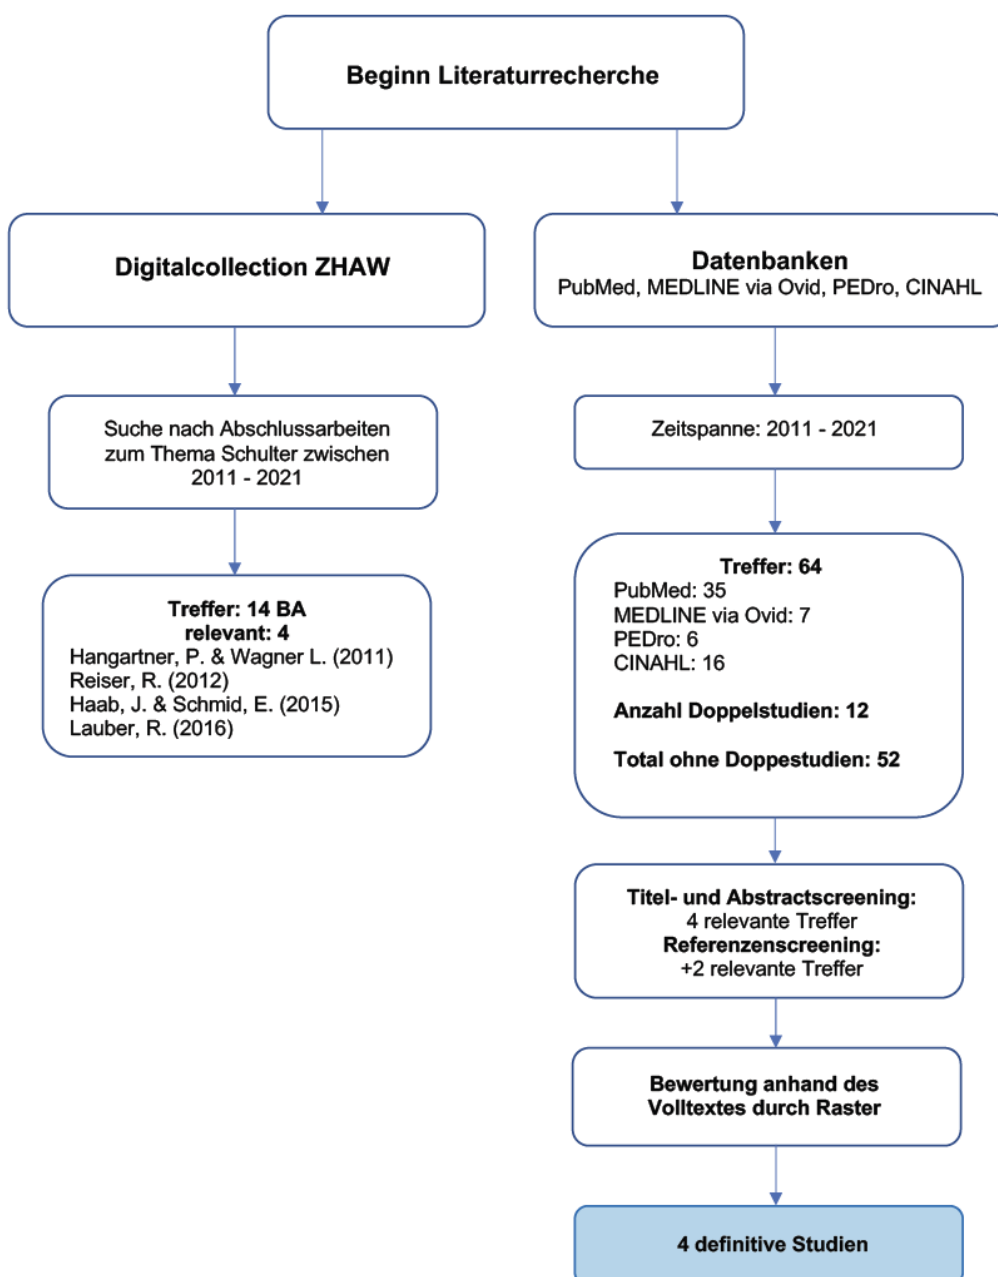 Beginn Literaturrecherche
Digitalcollection ZHAW
Datenbanken
PubMed, MEDLINE via Ovid, PEDro, CINAHL
Suche nach Abschlussarbeiten
zum Thema Schulter zwischen
2011 - 2021
Zeitspanne: 2011 - 2021
Treffer: 14 BA
relevant: 4
Hangartner, P. & Wagner L. (2011)
Reiser, R. (2012)
Haab, J. & Schmid, E. (2015)
Lauber, R. (2016)
Treffer: 64
PubMed: 35
MEDLINE via Ovid: 7
PEDro: 6
CINAHL: 16
Anzahl Doppelstudien: 12
Total ohne Doppestudien: 52
Titel- und Abstractscreening:
4 relevante Treffer
Referenzenscreening:
+2 relevante Treffer
Bewertung anhand des
Volltextes durch Raster
4 definitive Studien